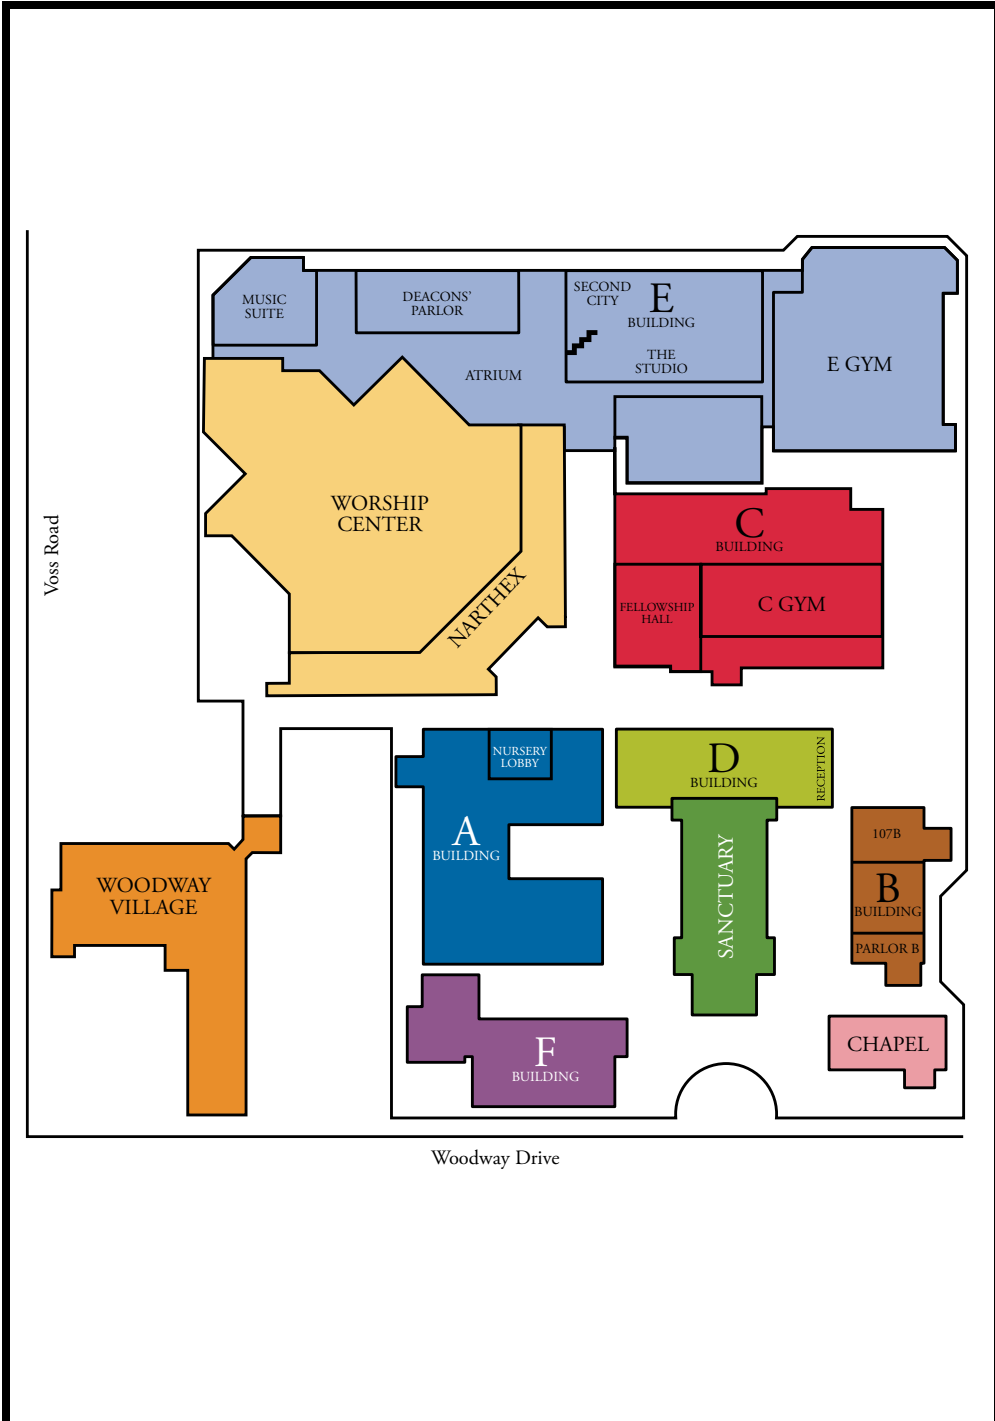 MUSIC
SUITE
DEACONS’
PARLOR
SECOND
CITY
E
BUILDING
THE
STUDIO
ATRIUM
E GYM
WORSHIP
CENTER
NARTHEX
Voss Road
C
BUILDING
FELLOWSHIP
HALL
C GYM
NURSERY
LOBBY
A
BUILDING
D
BUILDING
RECEPTION
SANCTUARY
107B
B
BUILDING
PARLOR B
WOODWAY
VILLAGE
F
BUILDING
CHAPEL
Woodway Drive